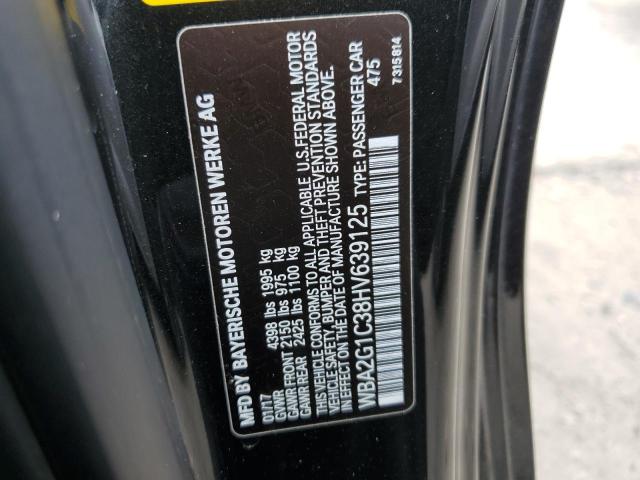 MFD BY BAYERISCHE MOTOREN WERKE AG
01/17
GVWR 4398 lbs 1995 kg
GAWR FRONT 2150 lbs 975 kg
GAWR REAR 2425 lbs 1100 kg
THIS VEHICLE CONFORMS TO ALL APPLICABLE U.S.FEDERAL MOTOR
VEHICLE SAFETY, BUMPER AND THEFT PREVENTION STANDARDS
IN EFFECT ON THE DATE OF MANUFACTURE SHOWN ABOVE.
WBA2G1C38HV639125 TYPE: PASSENGER CAR
475
7315814